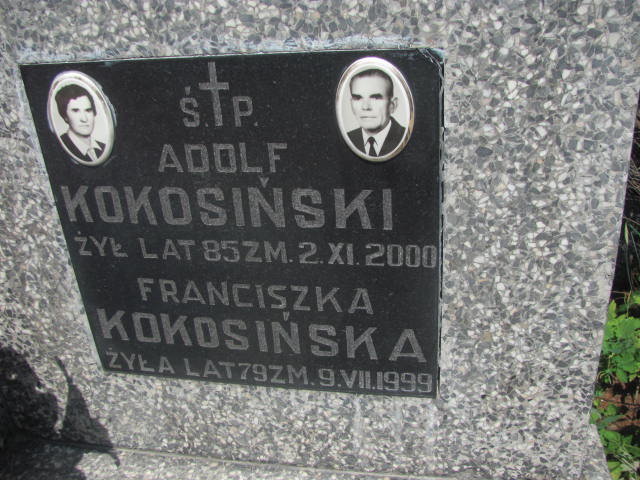 Ś.†P.
ADOLF
KOKOSIŃSKI
ŻYŁ LAT 85 ZM. 2.XI.2000
FRANCISZKA
KOKOSIŃSKA
ŻYŁA LAT 79 ZM. 9.VII.1999